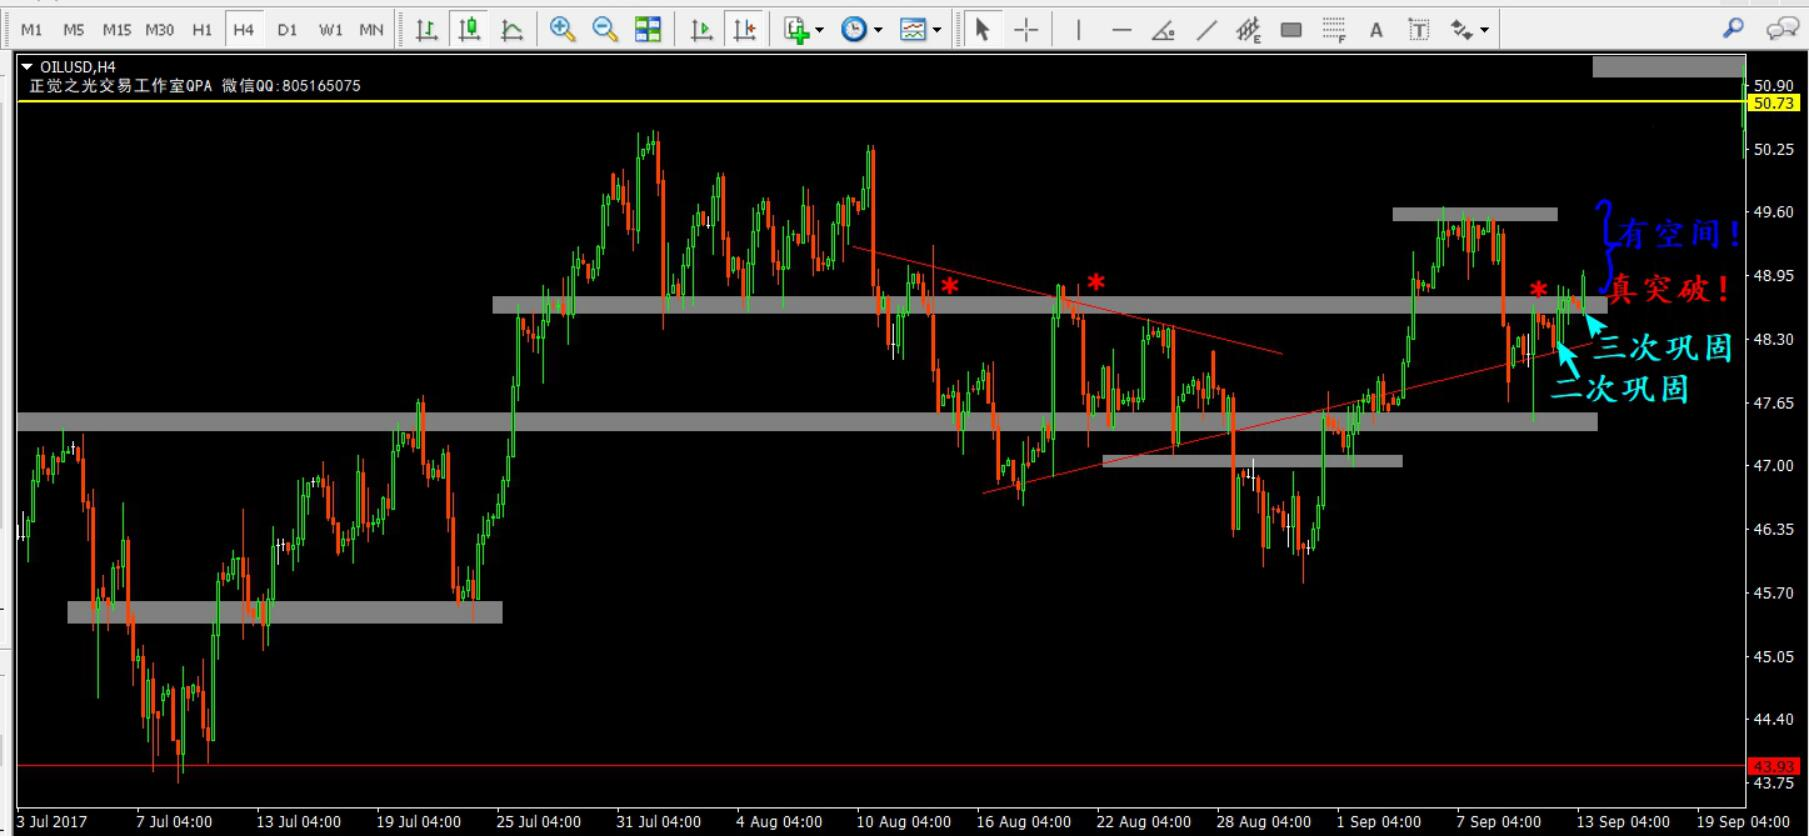 M1 M5 M15 M30 H1 H4 D1 W1 MN
E F A T
OILUSD,H4
正觉之光交易工作室QPA 微信QQ:805165075
50.90
50.73
50.25
49.60
有空间!
48.95
* * *
真突破!
48.30
三次巩固
二次巩固
47.65
47.00
46.35
45.70
45.05
44.40
43.93
43.75
3 Jul 2017 7 Jul 04:00 13 Jul 04:00 19 Jul 04:00 25 Jul 04:00 31 Jul 04:00 4 Aug 04:00 10 Aug 04:00 16 Aug 04:00 22 Aug 04:00 28 Aug 04:00 1 Sep 04:00 7 Sep 04:00 13 Sep 04:00 19 Sep 04:00